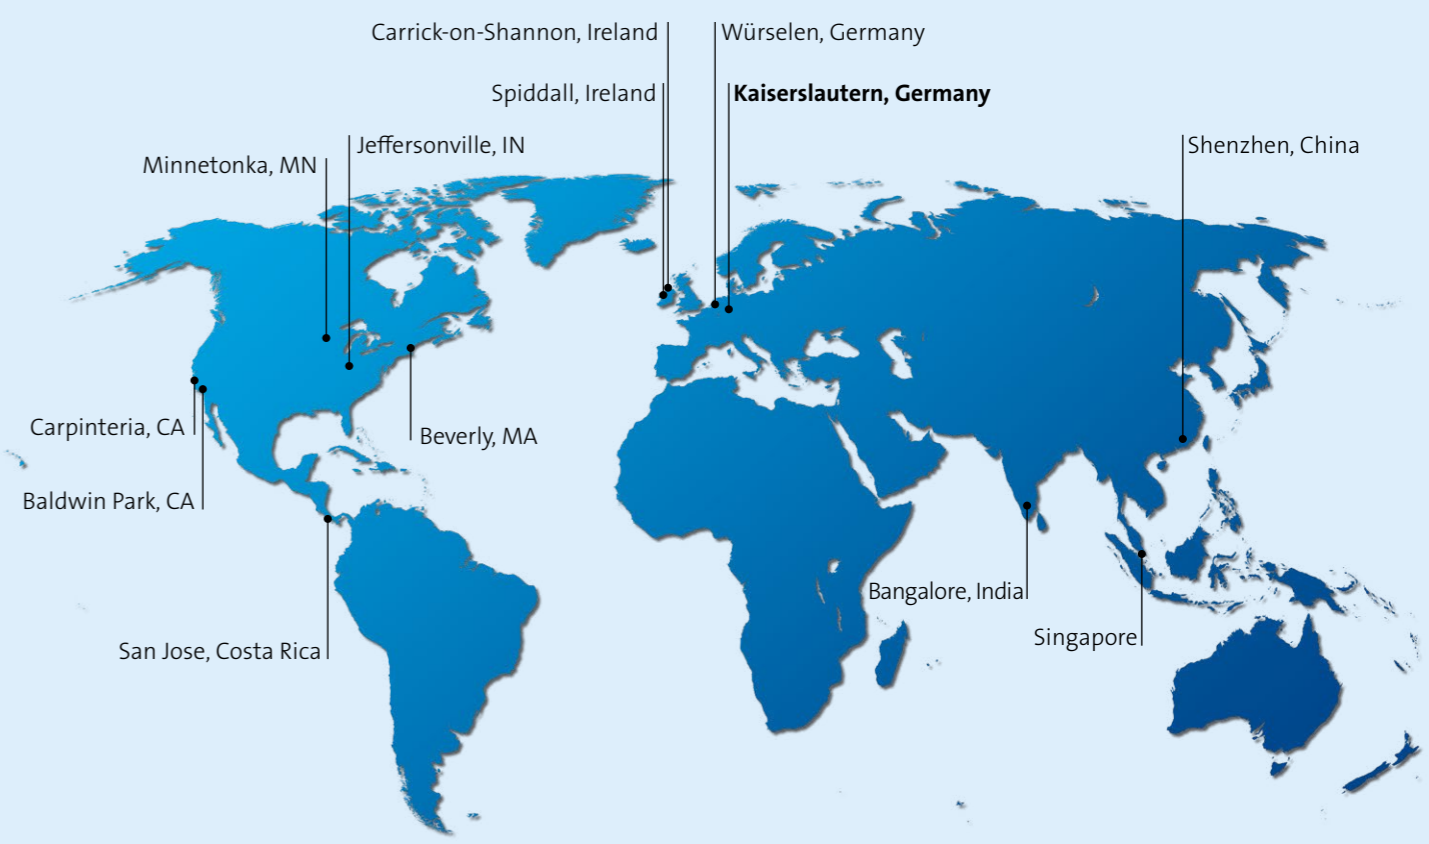 Carrick-on-Shannon, Ireland
Würselen, Germany
Spiddall, Ireland
Kaiserslautern, Germany
Jeffersonville, IN
Shenzhen, China
Minnetonka, MN
Carpinteria, CA
Beverly, MA
Baldwin Park, CA
Bangalore, India
Singapore
San Jose, Costa Rica